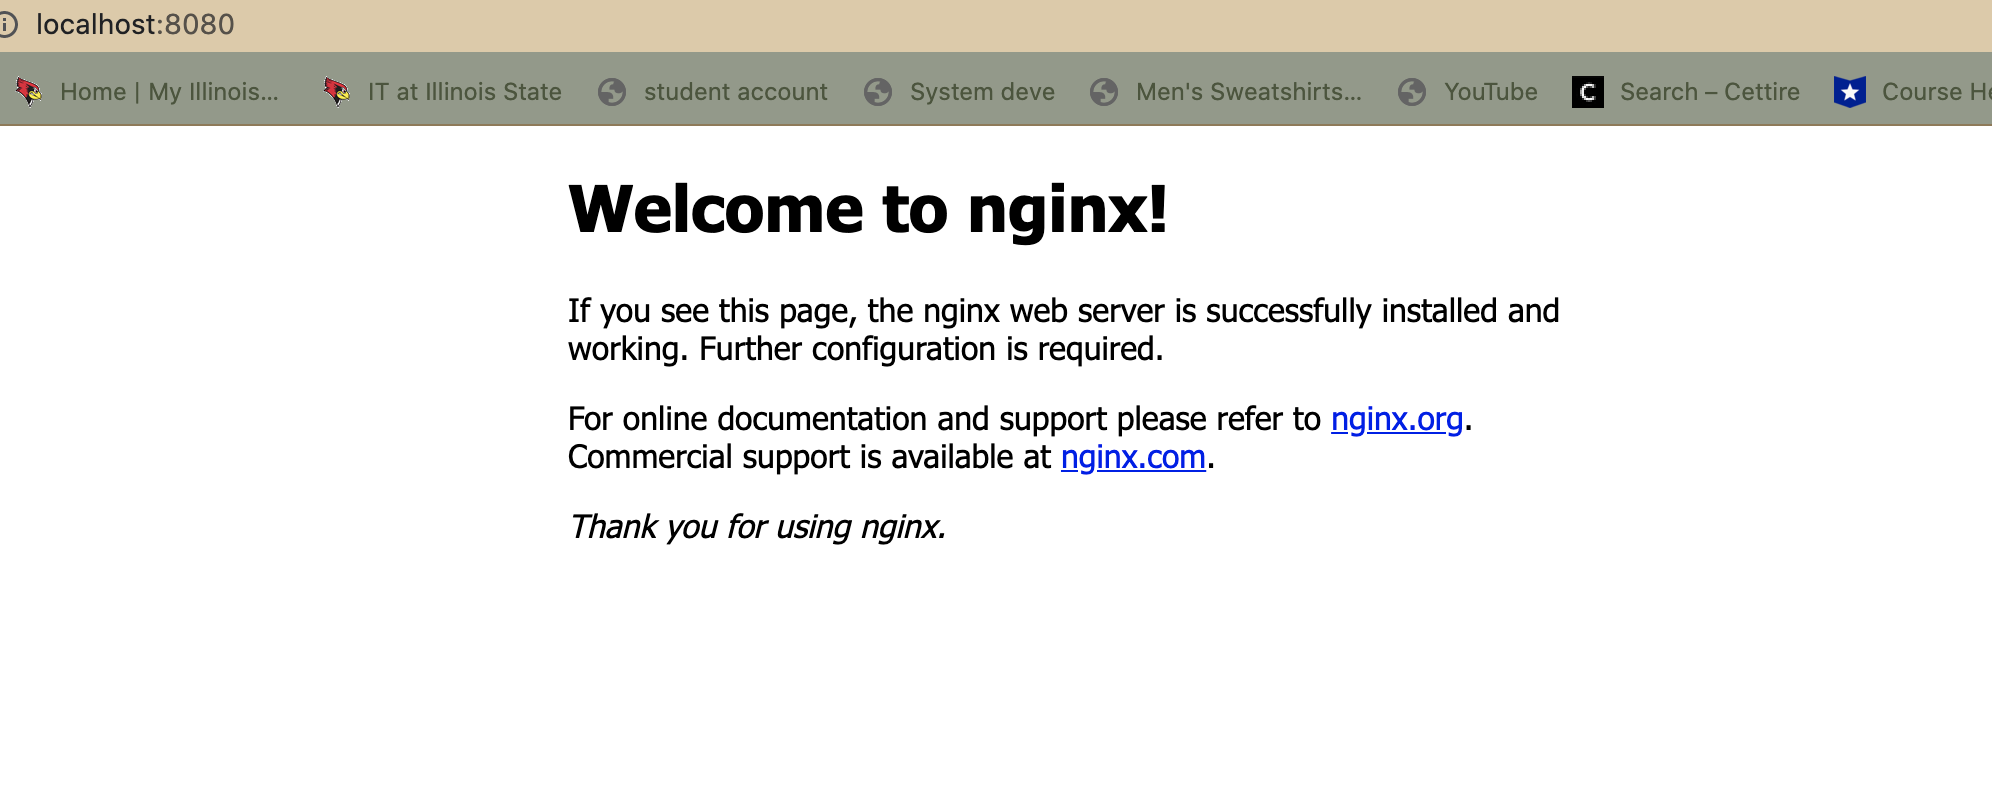 localhost:8080
Home | My Illinois... IT at Illinois State student account System deve Men's Sweatshirts... YouTube C Search – Cettire Course He
Welcome to nginx!
If you see this page, the nginx web server is successfully installed and
working. Further configuration is required.
For online documentation and support please refer to nginx.org.
Commercial support is available at nginx.com.
Thank you for using nginx.